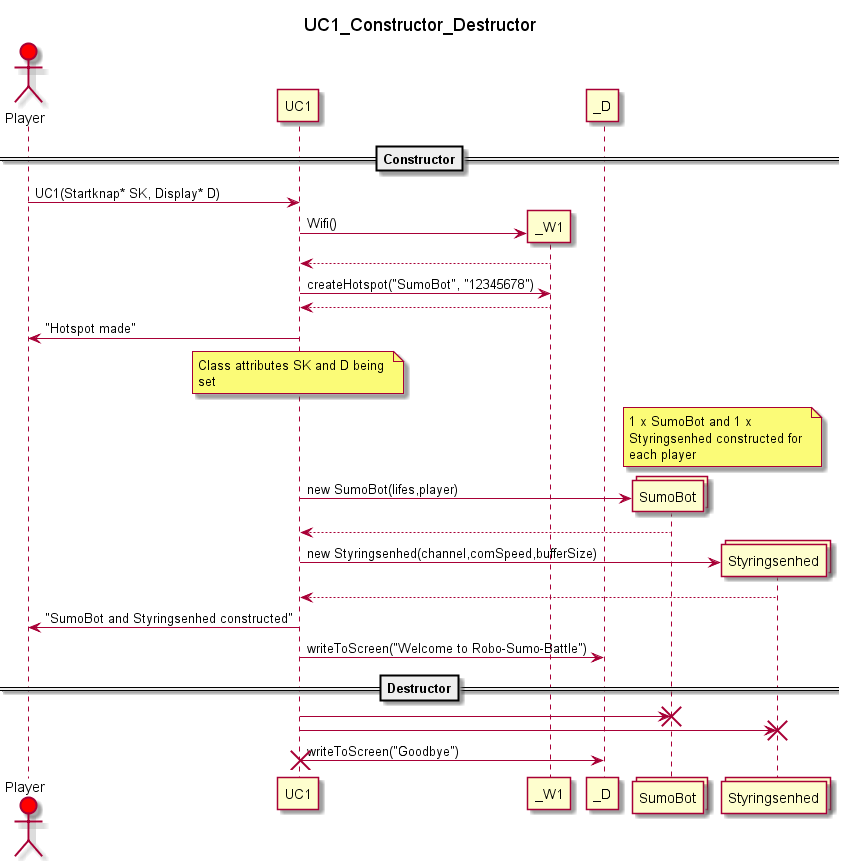 UC1_Constructor_Destructor
Player
UC1
_D
Constructor
UC1(Startknap* SK, Display* D)
Wifi()
_W1
createHotspot("SumoBot", "12345678")
"Hotspot made"
Class attributes SK and D being
set
1 x SumoBot and 1 x
Styringsenhed constructed for
each player
new SumoBot(lifes,player)
SumoBot
new Styringsenhed(channel,comSpeed,bufferSize)
Styringsenhed
"SumoBot and Styringsenhed constructed"
writeToScreen("Welcome to Robo-Sumo-Battle")
Destructor
writeToScreen("Goodbye")
Player
UC1
_W1
_D
SumoBot
Styringsenhed